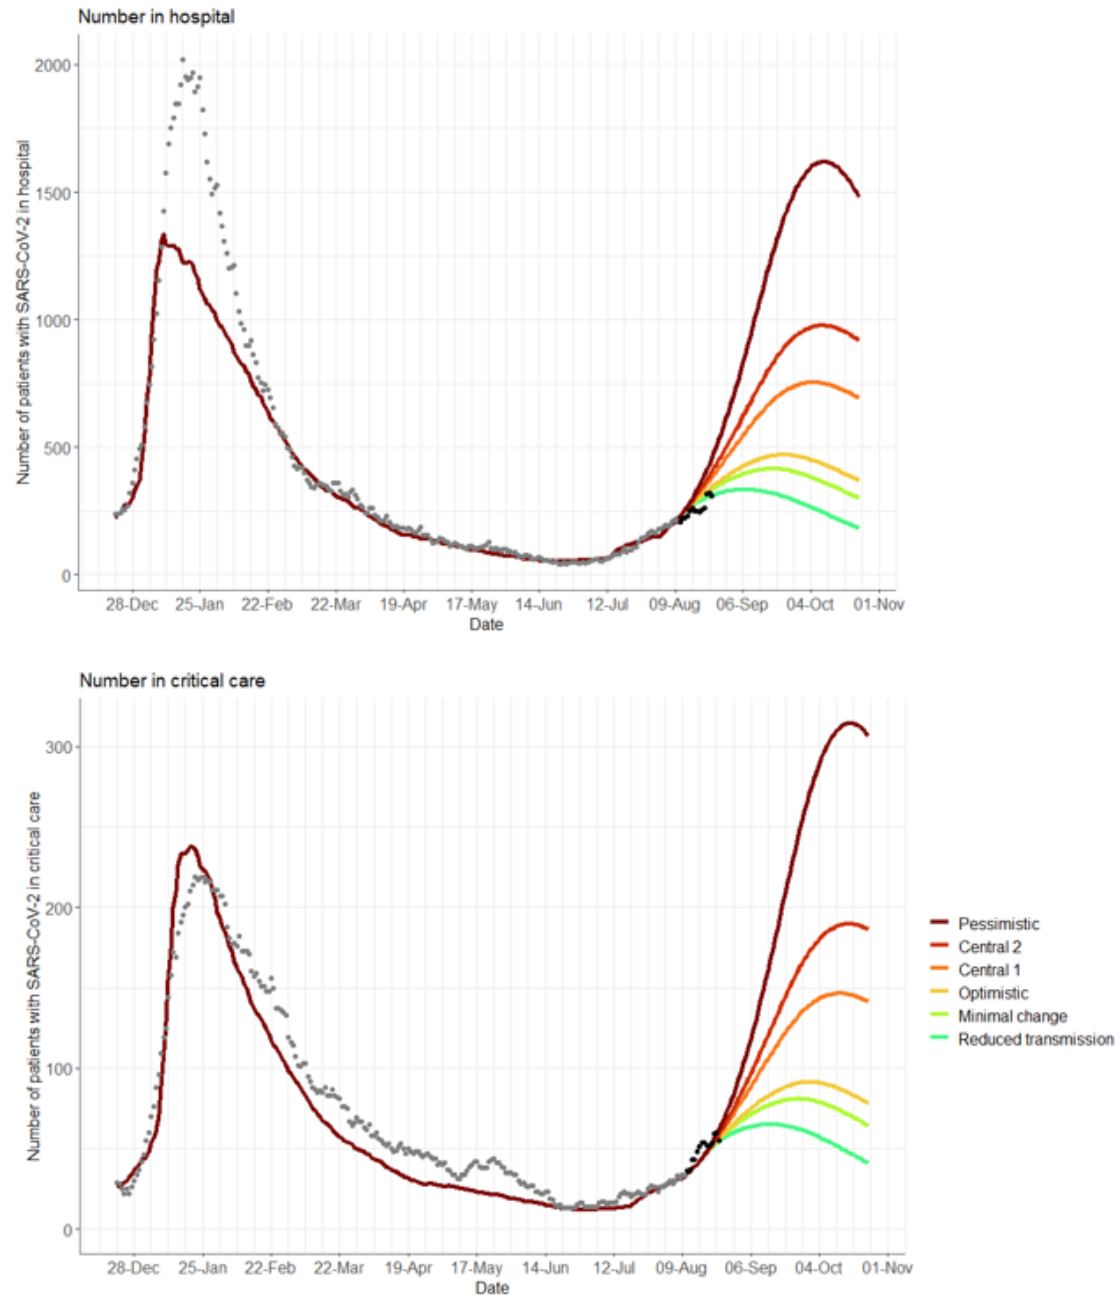 Number in hospital
Number of patients with SARS-CoV-2 in hospital
2000
1500
1000
500
0
28-Dec 25-Jan 22-Feb 22-Mar 19-Apr 17-May 14-Jun 12-Jul 09-Aug 06-Sep 04-Oct 01-Nov
Date
Number in critical care
Number of patients with SARS-CoV-2 in critical care
300
200
100
0
28-Dec 25-Jan 22-Feb 22-Mar 19-Apr 17-May 14-Jun 12-Jul 09-Aug 06-Sep 04-Oct 01-Nov
Date
Pessimistic
Central 2
Central 1
Optimistic
Minimal change
Reduced transmission